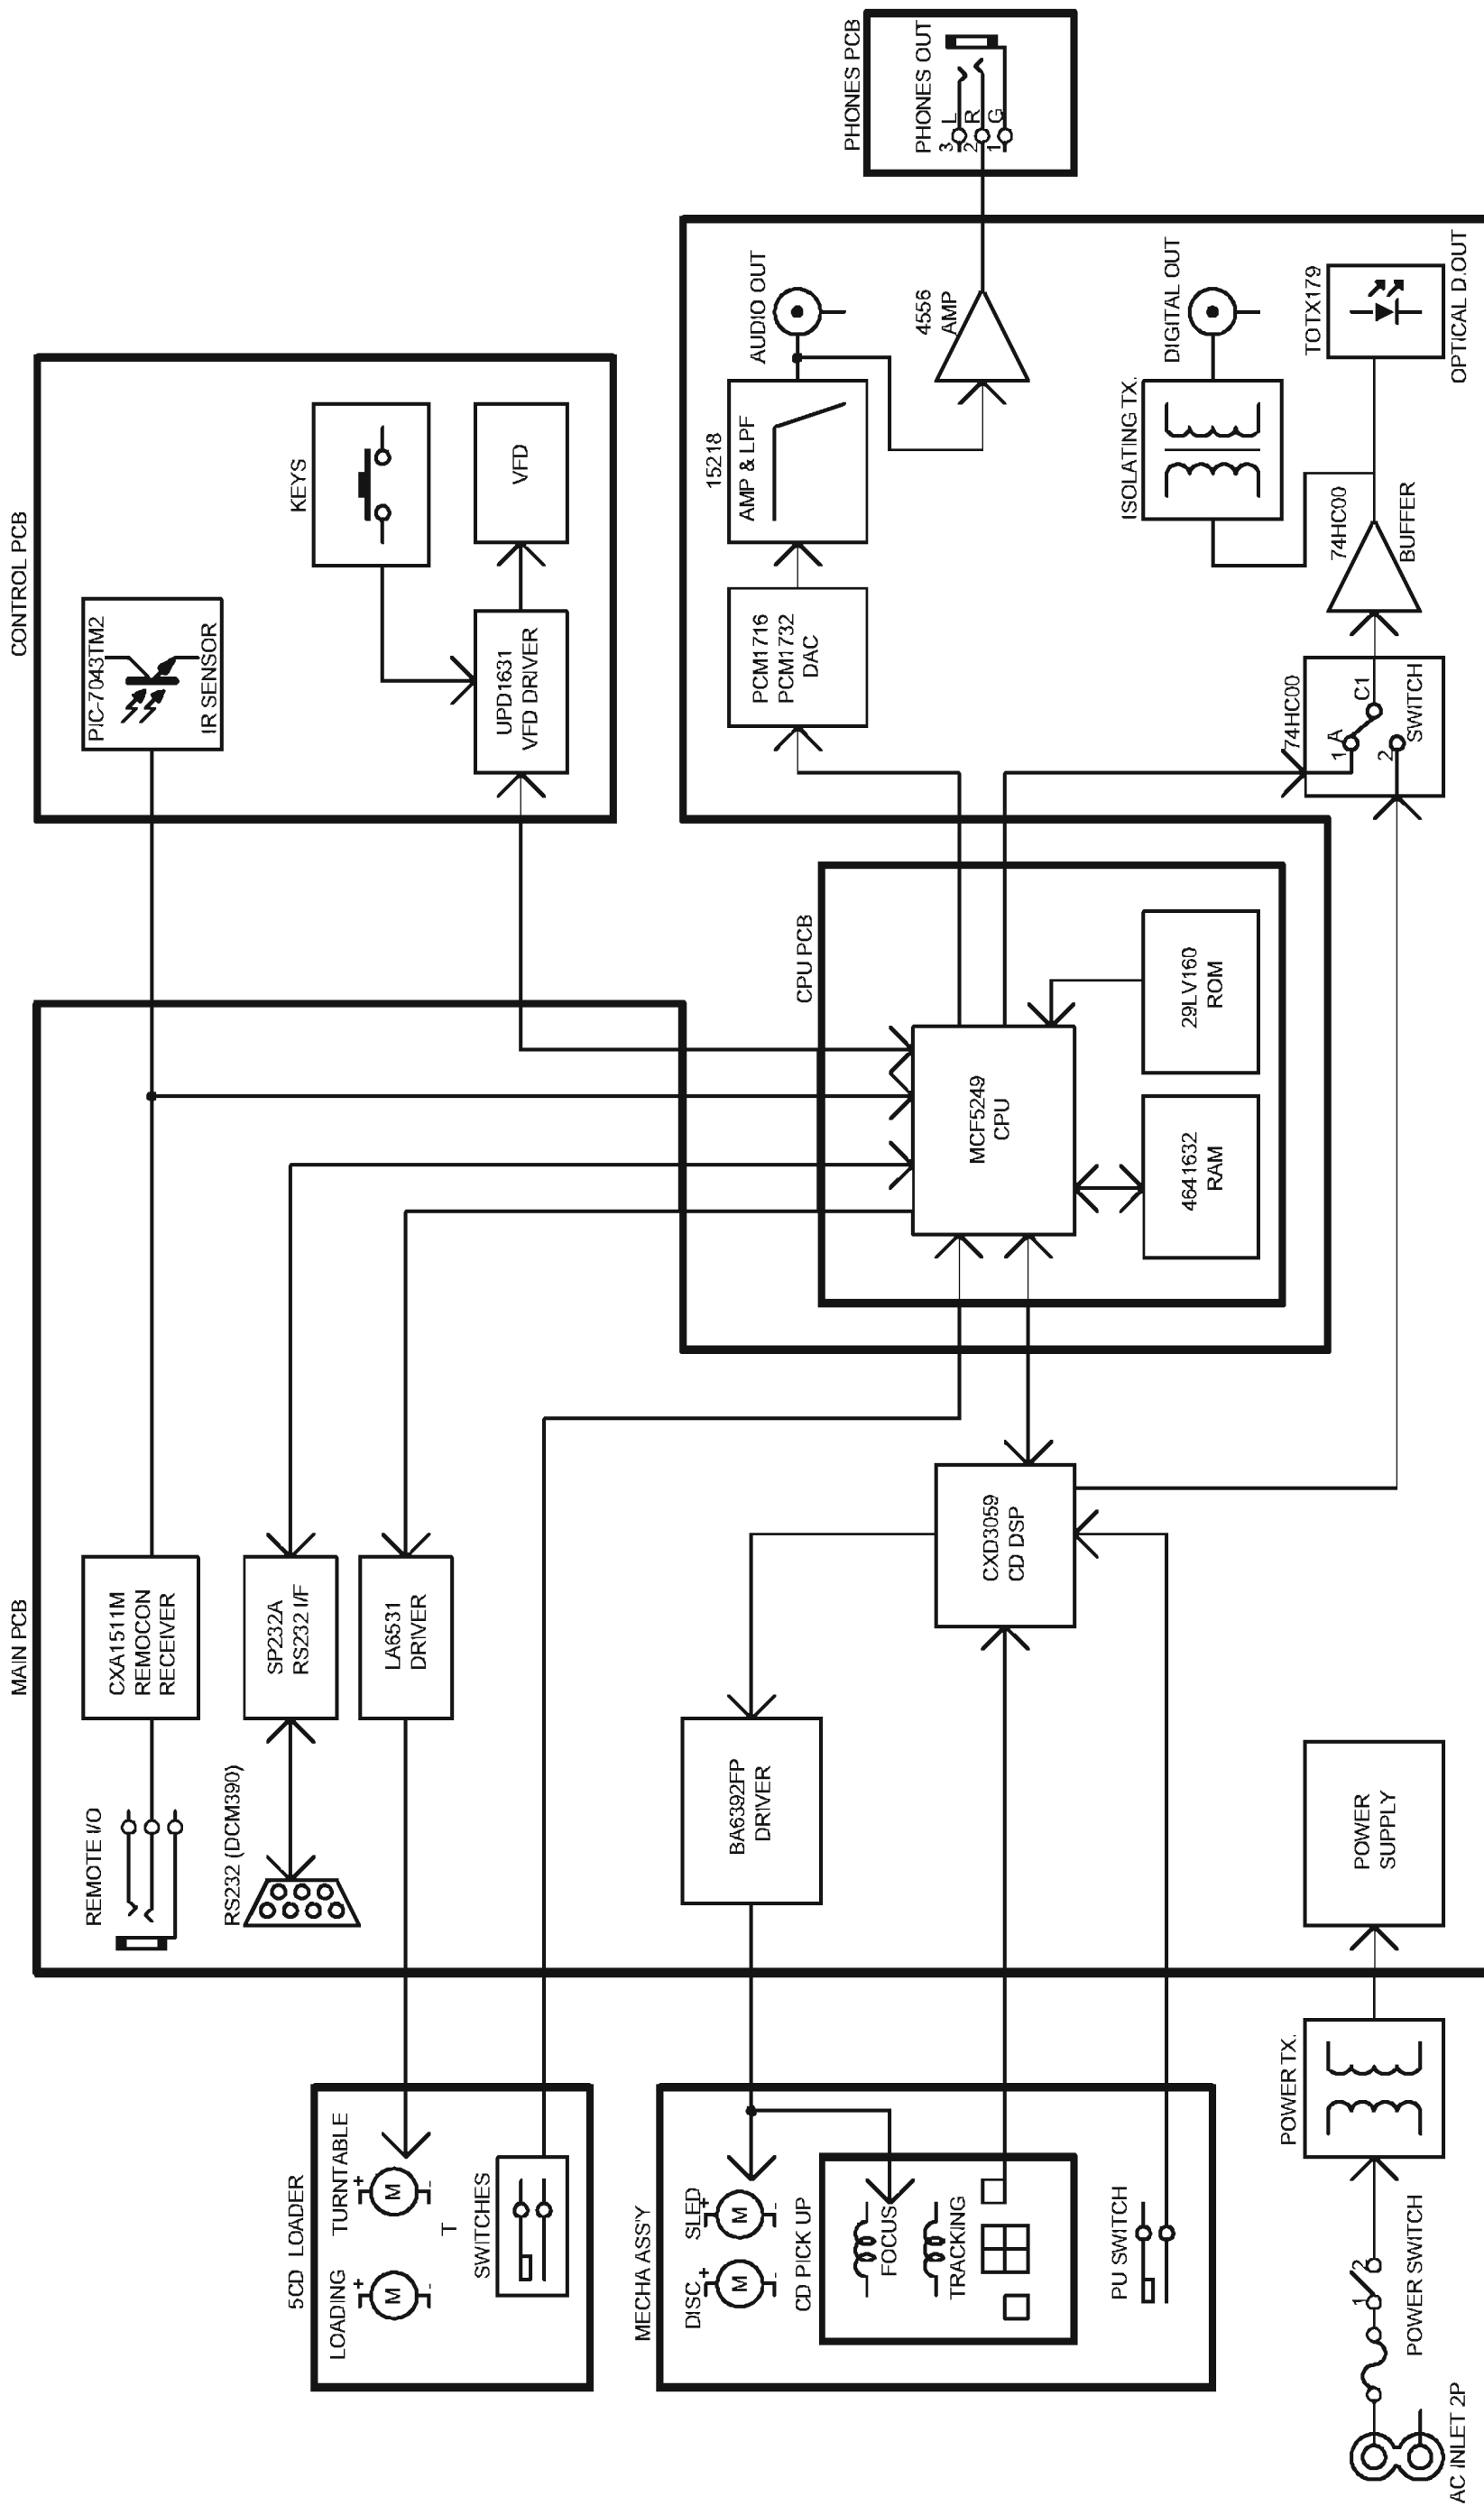 MAIN PCB
REMOTE I/O
CXA1511M
REMOCON
RECEIVER
RS232 (DCM390)
SP232A
RS232 I/F
LA6531
DRIVER
CONTROL PCB
PIC-7043TM2
IR SENSOR
KEYS
UPD1631
VFD DRIVER
VFD
5CD LOADER
LOADING
TURNTABLE
+
M
-
+
M
-
T
SWITCHES
MECHA ASS'Y
DISC
SLED
+
M
-
+
M
-
CD PICK UP
FOCUS
TRACKING
PU SWITCH
BA6392FP
DRIVER
CXD3059
CD DSP
CPU PCB
MCF5249
CPU
4641632
RAM
29LV160
ROM
PCM1716
PCM1732
DAC
15218
AMP & LPF
AUDIO OUT
4556
AMP
PHONES PCB
PHONES OUT
3 L
2 R
1 G
ISOLATING TX.
DIGITAL OUT
74HC00
1 A
C1
2
SWITCH
74HC00
BUFFER
TOTX179
OPTICAL D.OUT
AC INLET 2P
1 2
POWER SWITCH
POWER TX.
POWER
SUPPLY